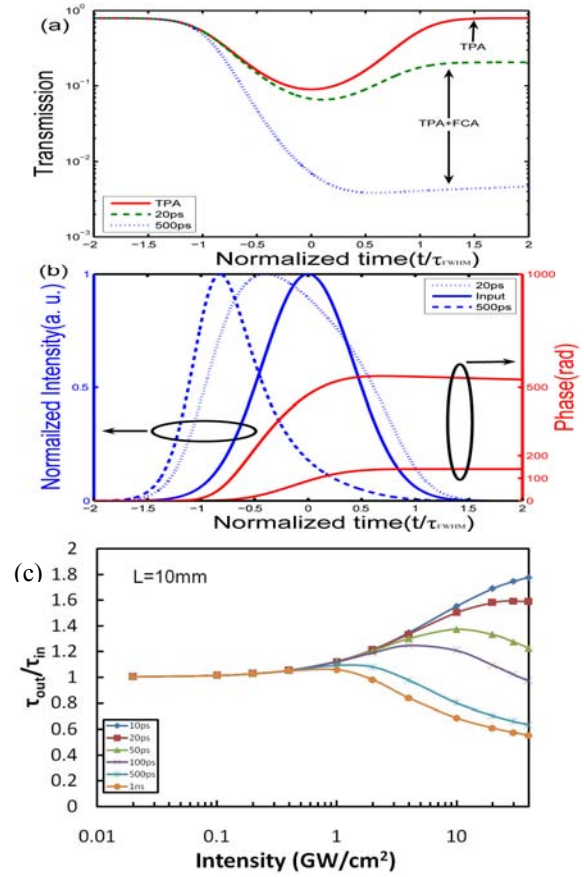 (a)
Transmission
10⁰
10⁻¹
10⁻²
10⁻³
TPA
TPA+FCA
TPA
20ps
500ps
−2 −1.5 −1 −0.5 0 0.5 1 1.5 2
Normalized time(t/τFWHM)
(b)
Normailzed Intensity(a. u.)
1
0.5
0
20ps
Input
500ps
1000
500
200
100
0
Phase(rad)
−2 −1.5 −1 −0.5 0 0.5 1 1.5 2
Normalized time(t/τFWHM)
(c)
L=10mm
τout/τin
2
1.8
1.6
1.4
1.2
1
0.8
0.6
0.4
0.2
0
10ps
20ps
50ps
100ps
500ps
1ns
0.01 0.1 1 10
Intensity (GW/cm²)